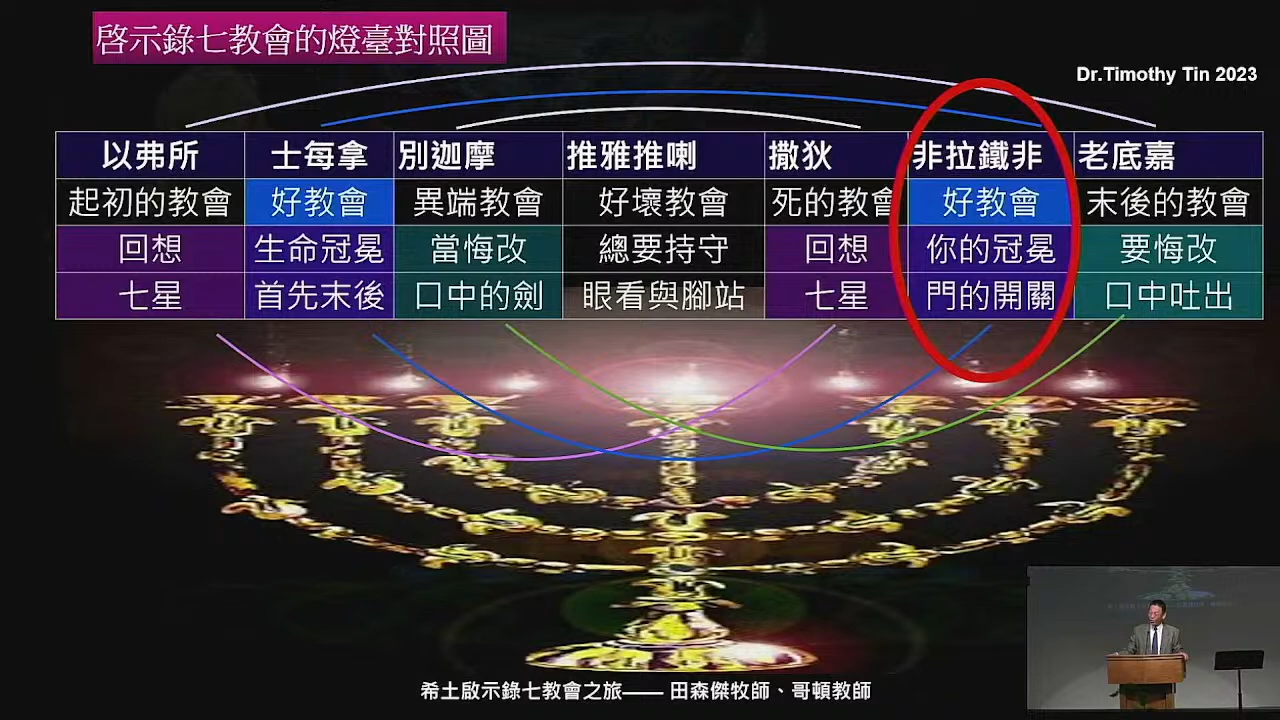 啓示錄七教會的燈臺對照圖
Dr.Timothy Tin 2023
以弗所 士每拿 別迦摩 推雅推喇 撒狄 非拉鐵非 老底嘉
起初的教會 好教會 異端教會 好壞教會 死的教會 好教會 末後的教會
回想 生命冠冕 當悔改 總要持守 回想 你的冠冕 要悔改
七星 首先末後 口中的劍 眼看與腳站 七星 門的開關 口中吐出
希土啟示錄七教會之旅—— 田森傑牧師、哥頓教師